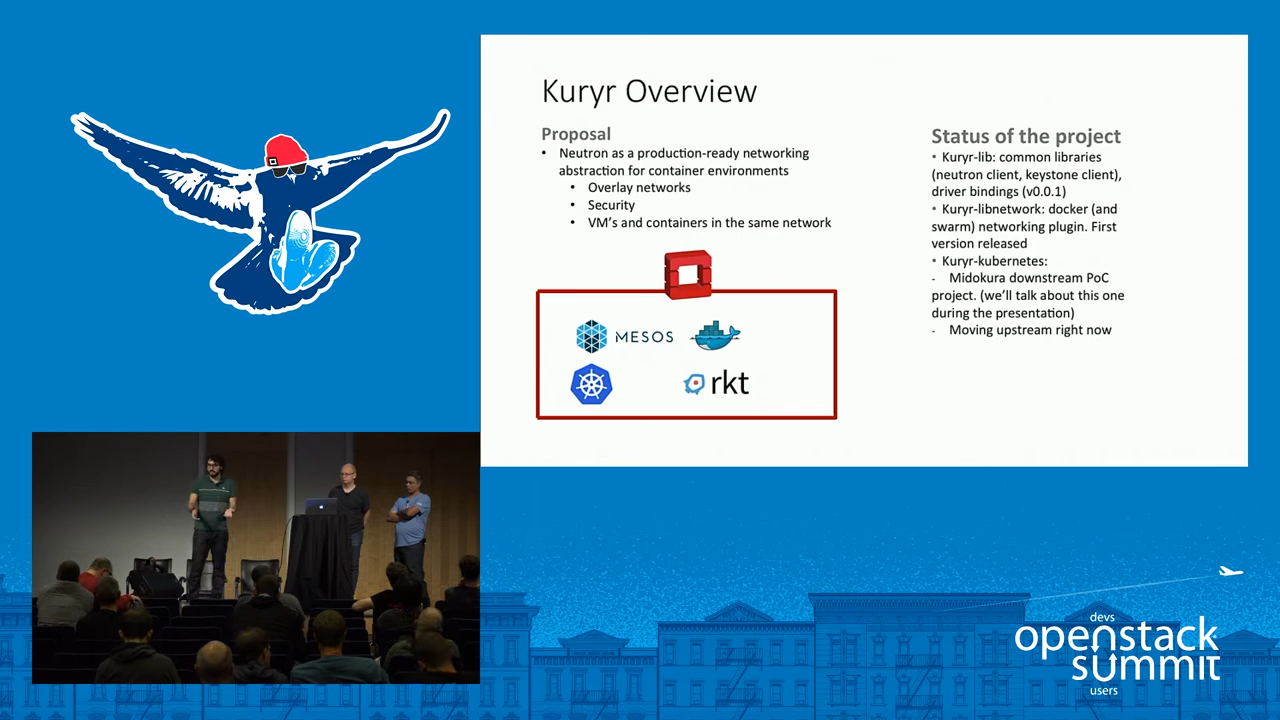 Kuryr Overview
Proposal
• Neutron as a production-ready networking
abstraction for container environments
• Overlay networks
• Security
• VM's and containers in the same network
MESOS
rkt
Status of the project
• Kuryr-lib: common libraries
(neutron client, keystone client),
driver bindings (v0.0.1)
• Kuryr-libnetwork: docker (and
swarm) networking plugin. First
version released
• Kuryr-kubernetes:
- Midokura downstream PoC
project. (we'll talk about this one
during the presentation)
- Moving upstream right now
devs
openstack
summit
users